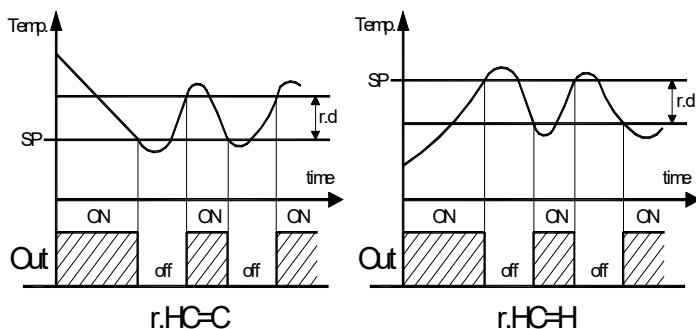 Temp.
r.d
SP
time
ON ON ON
Out
off off
r.HC=C
Temp.
SP
r.d
time
ON ON ON
Out
off off
r.HC=H